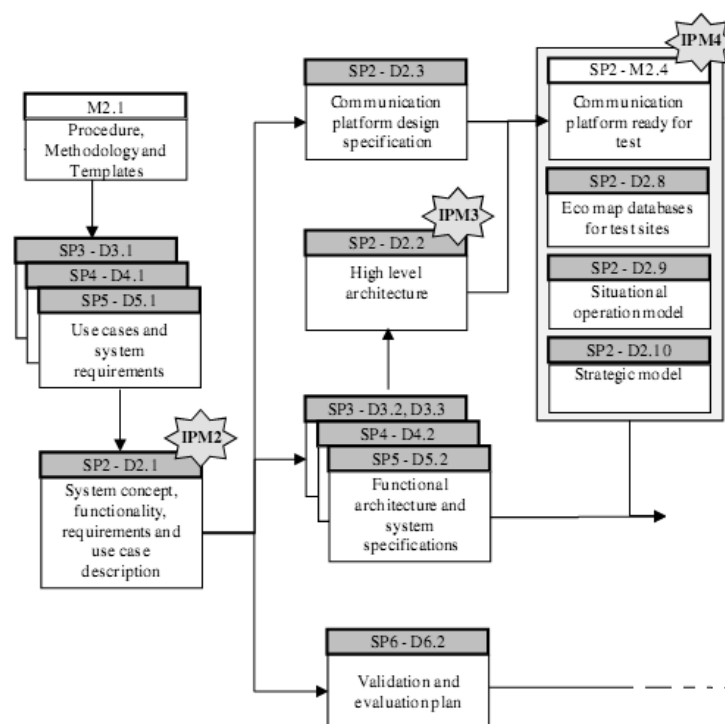 M2.1
Procedure,
Methodology and
Templates
SP3 - D3.1
SP4 - D4.1
SP5 - D5.1
Use cases and
system
requirements
IPM2
SP2 - D2.1
System concept,
functionality,
requirements and
use case
description
SP2 - D2.3
Communication
platform design
specification
IPM3
SP2 - D2.2
High level
architecture
SP3 - D3.2, D3.3
SP4 - D4.2
SP5 - D5.2
Functional
architecture and
system
specifications
SP6 - D6.2
Validation and
evaluation plan
IPM4
SP2 - M2.4
Communication
platform ready for
test
SP2 - D2.8
Eco map databases
for test sites
SP2 - D2.9
Situational
operation model
SP2 - D2.10
Strategic model